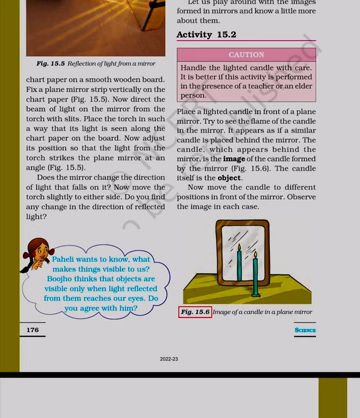 Fig. 15.5 Reflection of light from a mirror
chart paper on a smooth wooden board.
Fix a plane mirror strip vertically on the
chart paper (Fig. 15.5). Now direct the
beam of light on the mirror from the
torch with slits. Place the torch in such
a way that its light is seen along the
chart paper on the board. Now adjust
its position so that the light from the
torch strikes the plane mirror at an
angle (Fig. 15.5).
Does the mirror change the direction
of light that falls on it? Now move the
torch slightly to either side. Do you find
any change in the direction of reflected
light?
Paheli wants to know, what
makes things visible to us?
Boojho thinks that objects are
visible only when light reflected
from them reaches our eyes. Do
you agree with him?
Let us play around with the images
formed in mirrors and know a little more
about them.
Activity 15.2
CAUTION
Handle the lighted candle with care.
It is better if this activity is performed
in the presence of a teacher or an elder
person.
Place a lighted candle in front of a plane
mirror. Try to see the flame of the candle
in the mirror. It appears as if a similar
candle is placed behind the mirror. The
candle, which appears behind the
mirror, is the image of the candle formed
by the mirror (Fig. 15.6). The candle
itself is the object.
Now move the candle to different
positions in front of the mirror. Observe
the image in each case.
Fig. 15.6 Image of a candle in a plane mirror
176
SCIENCE
2022-23